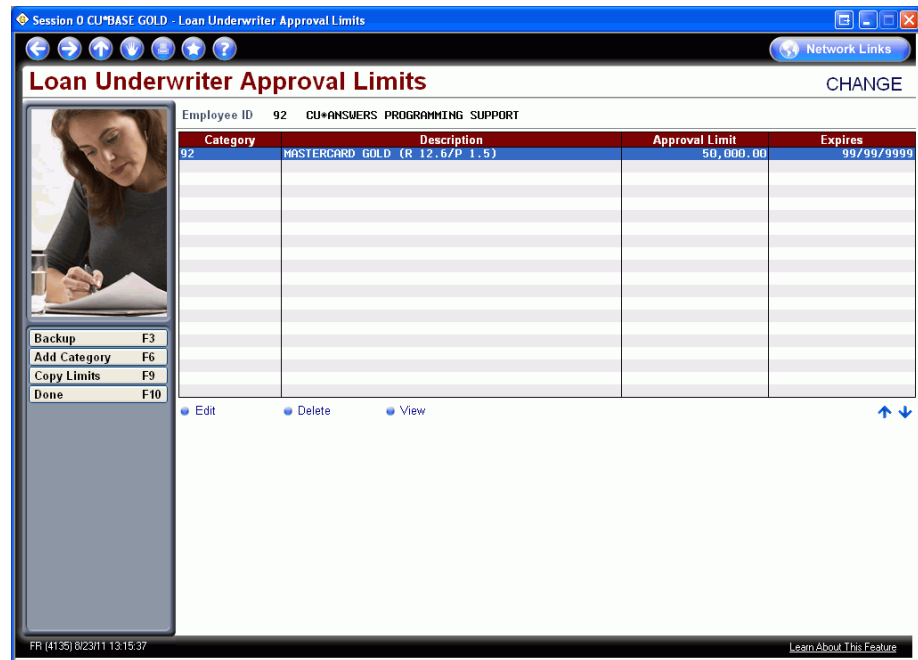 Session 0 CU*BASE GOLD - Loan Underwriter Approval Limits
Network Links
Loan Underwriter Approval Limits
CHANGE
Employee ID 92 CU*ANSWERS PROGRAMMING SUPPORT
Category Description Approval Limit Expires
92 MASTERCARD GOLD (R 12.6/P 1.5) 50,000.00 99/99/9999
Backup F3
Add Category F6
Copy Limits F9
Done F10
Edit Delete View
FR (4135) 8/23/11 13:15:37
Learn About This Feature